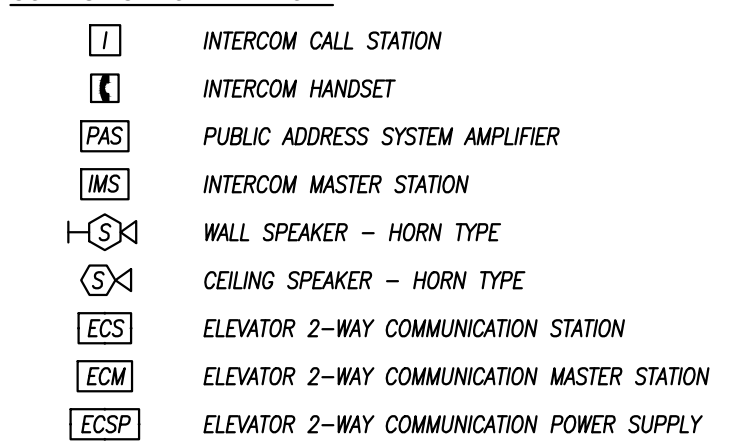 I INTERCOM CALL STATION
INTERCOM HANDSET
PAS PUBLIC ADDRESS SYSTEM AMPLIFIER
IMS INTERCOM MASTER STATION
S WALL SPEAKER – HORN TYPE
S CEILING SPEAKER – HORN TYPE
ECS ELEVATOR 2–WAY COMMUNICATION STATION
ECM ELEVATOR 2–WAY COMMUNICATION MASTER STATION
ECSP ELEVATOR 2–WAY COMMUNICATION POWER SUPPLY